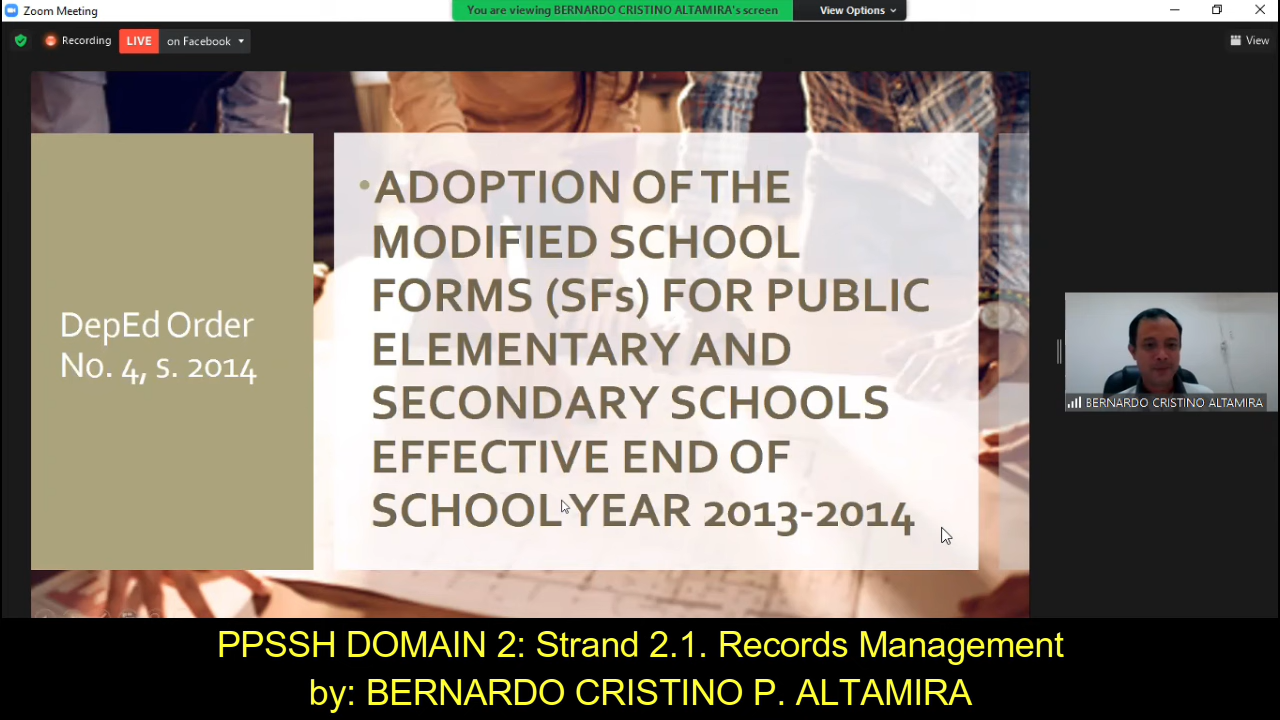 Zoom Meeting
You are viewing BERNARDO CRISTINO ALTAMIRA's screen
View Options
Recording
LIVE
on Facebook
View
DepEd Order
No. 4, s. 2014
•ADOPTION OF THE
MODIFIED SCHOOL
FORMS (SFs) FOR PUBLIC
ELEMENTARY AND
SECONDARY SCHOOLS
EFFECTIVE END OF
SCHOOL YEAR 2013-2014
BERNARDO CRISTINO ALTAMIRA
PPSSH DOMAIN 2: Strand 2.1. Records Management
by: BERNARDO CRISTINO P. ALTAMIRA